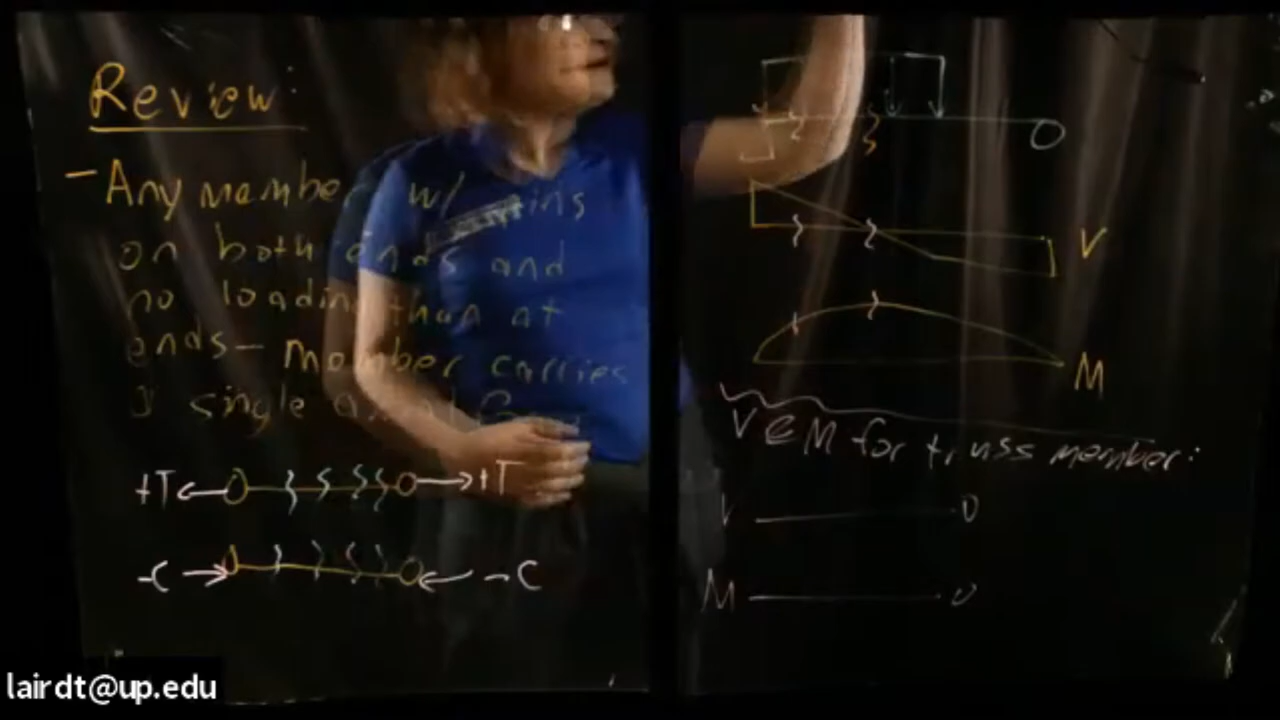 Review:
- Any member w/ pins
on both ends and
no loading than at
ends - member carries
single
+T +T
-C -C
V
M
V & M for truss member:
V 0
M 0
lairdt@up.edu